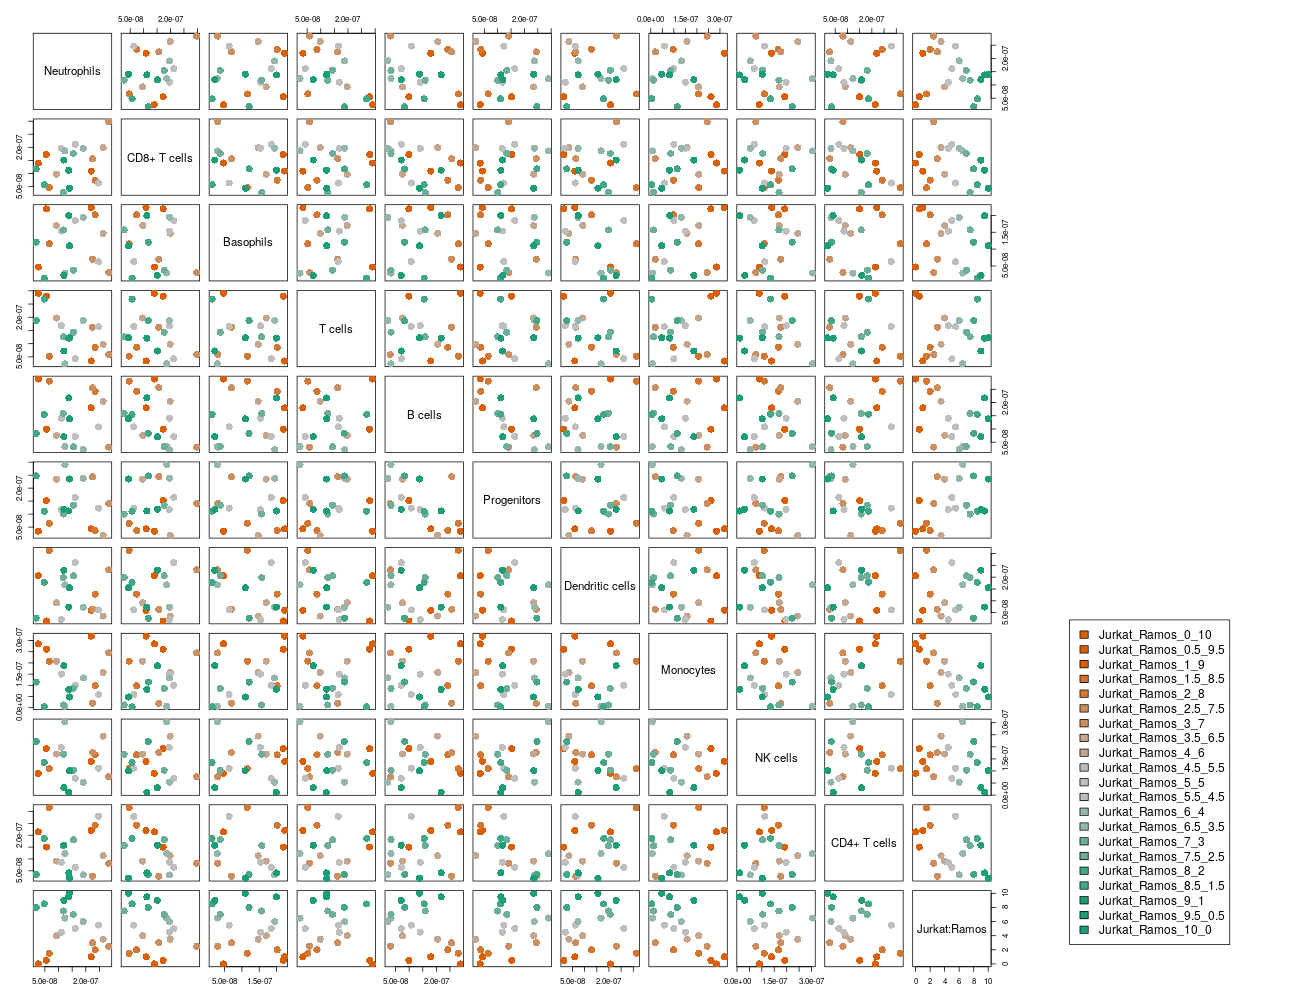 5.0e-08 2.0e-07 5.0e-08 2.0e-07 5.0e-08 2.0e-07 0.0e+00 1.5e-07 3.0e-07 5.0e-08 2.0e-07
Neutrophils
5.0e-08 2.0e-07
CD8+ T cells
5.0e-08 2.0e-07
Basophils
5.0e-08 1.5e-07
T cells
5.0e-08 2.0e-07
B cells
5.0e-08 2.0e-07
Progenitors
5.0e-08 2.0e-07
Dendritic cells
5.0e-08 2.0e-07
Monocytes
0.0e+00 1.5e-07 3.0e-07
NK cells
0.0e+00 1.5e-07 3.0e-07
CD4+ T cells
5.0e-08 2.0e-07
Jurkat:Ramos
0 2 4 6 8 10
5.0e-08 2.0e-07 5.0e-08 1.5e-07 5.0e-08 2.0e-07 5.0e-08 2.0e-07 0.0e+00 1.5e-07 3.0e-07 0 2 4 6 8 10
Jurkat_Ramos_0_10
Jurkat_Ramos_0.5_9.5
Jurkat_Ramos_1_9
Jurkat_Ramos_1.5_8.5
Jurkat_Ramos_2_8
Jurkat_Ramos_2.5_7.5
Jurkat_Ramos_3_7
Jurkat_Ramos_3.5_6.5
Jurkat_Ramos_4_6
Jurkat_Ramos_4.5_5.5
Jurkat_Ramos_5_5
Jurkat_Ramos_5.5_4.5
Jurkat_Ramos_6_4
Jurkat_Ramos_6.5_3.5
Jurkat_Ramos_7_3
Jurkat_Ramos_7.5_2.5
Jurkat_Ramos_8_2
Jurkat_Ramos_8.5_1.5
Jurkat_Ramos_9_1
Jurkat_Ramos_9.5_0.5
Jurkat_Ramos_10_0